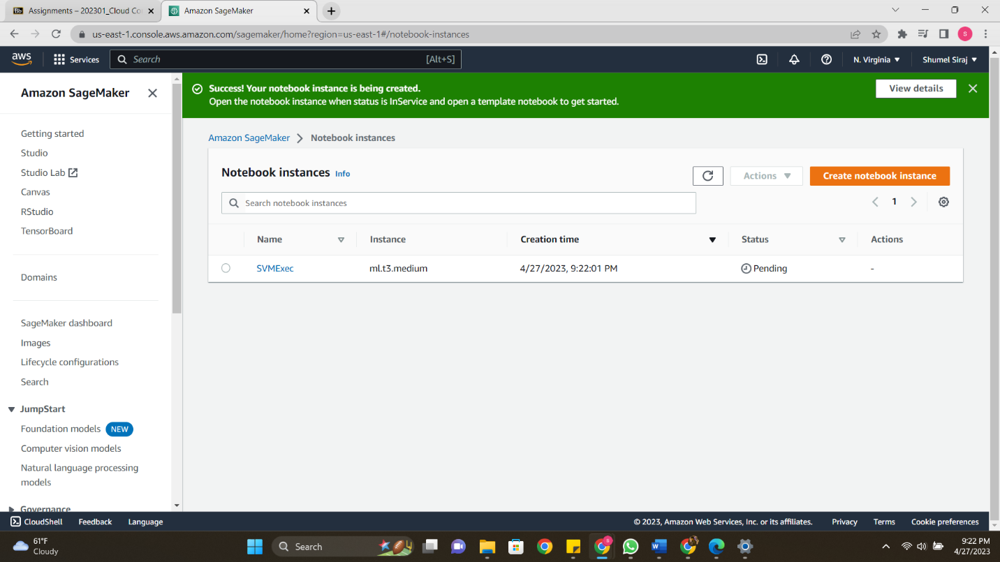 Assignments – 202301_Cloud Co
Amazon SageMaker
us-east-1.console.aws.amazon.com/sagemaker/home?region=us-east-1#/notebook-instances
S
aws
Services
Search
[Alt+S]
N. Virginia
Shumel Siraj
Amazon SageMaker
Getting started
Studio
Studio Lab
Canvas
RStudio
TensorBoard
Domains
SageMaker dashboard
Images
Lifecycle configurations
Search
JumpStart
Foundation models NEW
Computer vision models
Natural language processing
models
Governance
Success! Your notebook instance is being created.
Open the notebook instance when status is InService and open a template notebook to get started.
View details
Amazon SageMaker
Notebook instances
Notebook instances Info
Actions
Create notebook instance
Search notebook instances
1
Name Instance Creation time Status Actions
SVMExec ml.t3.medium 4/27/2023, 9:22:01 PM Pending -
CloudShell Feedback Language
© 2023, Amazon Web Services, Inc. or its affiliates. Privacy Terms Cookie preferences
61°F
Cloudy
Search
9:22 PM
4/27/2023